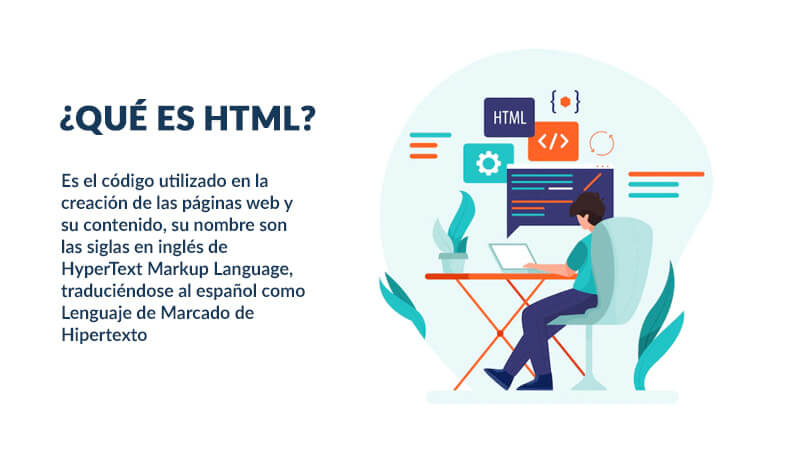 ¿QUÉ ES HTML?
Es el código utilizado en la
creación de las páginas web y
su contenido, su nombre son
las siglas en inglés de
HyperText Markup Language,
traduciéndose al español como
Lenguaje de Marcado de
Hipertexto
HTML
</>